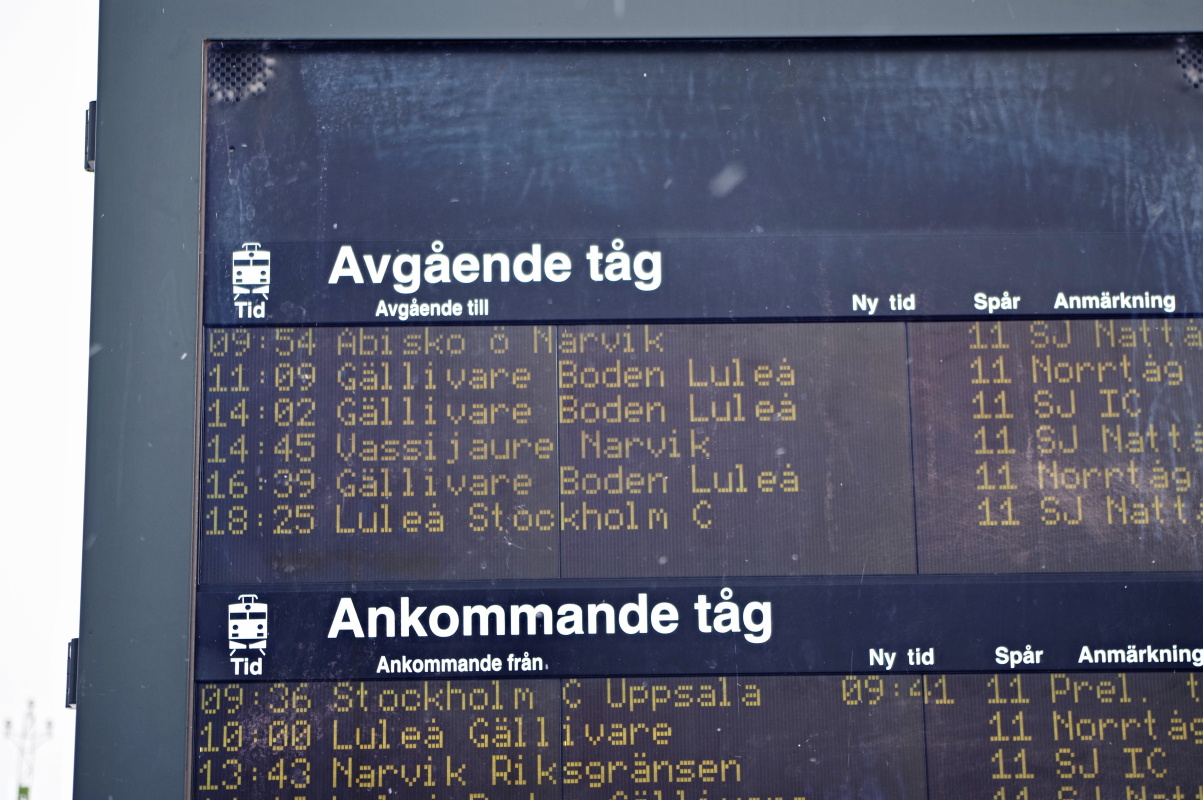 Avgående tåg
Tid Avgående till Ny tid Spår Anmärkning
09:54 Abisko ö Narvik 11 SJ Natta
11:09 Gällivare Boden Luleå 11 Norrtåg
14:02 Gällivare Boden Luleå 11 SJ IC
14:45 Vassijaure Narvik 11 SJ Natta
16:39 Gällivare Boden Luleå 11 Norrtåg
18:25 Luleå Stockholm C 11 SJ Natt
Ankommande tåg
Tid Ankommande från Ny tid Spår Anmärkning
09:36 Stockholm C Uppsala 09:41 11 Prel. t
10:00 Luleå Gällivare 11 Norrtåg
13:43 Narvik Riksgränsen 11 SJ IC